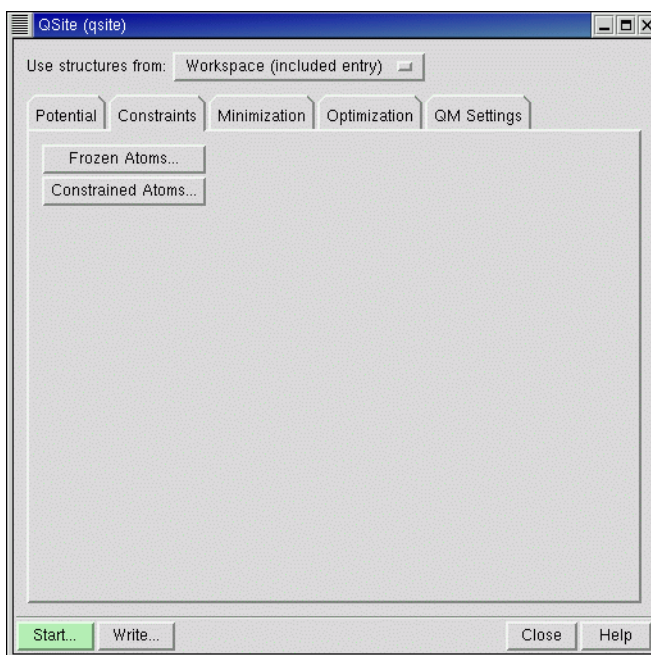 QSite (qsite)
Use structures from: Workspace (included entry)
Potential Constraints Minimization Optimization QM Settings
Frozen Atoms...
Constrained Atoms...
Start... Write... Close Help